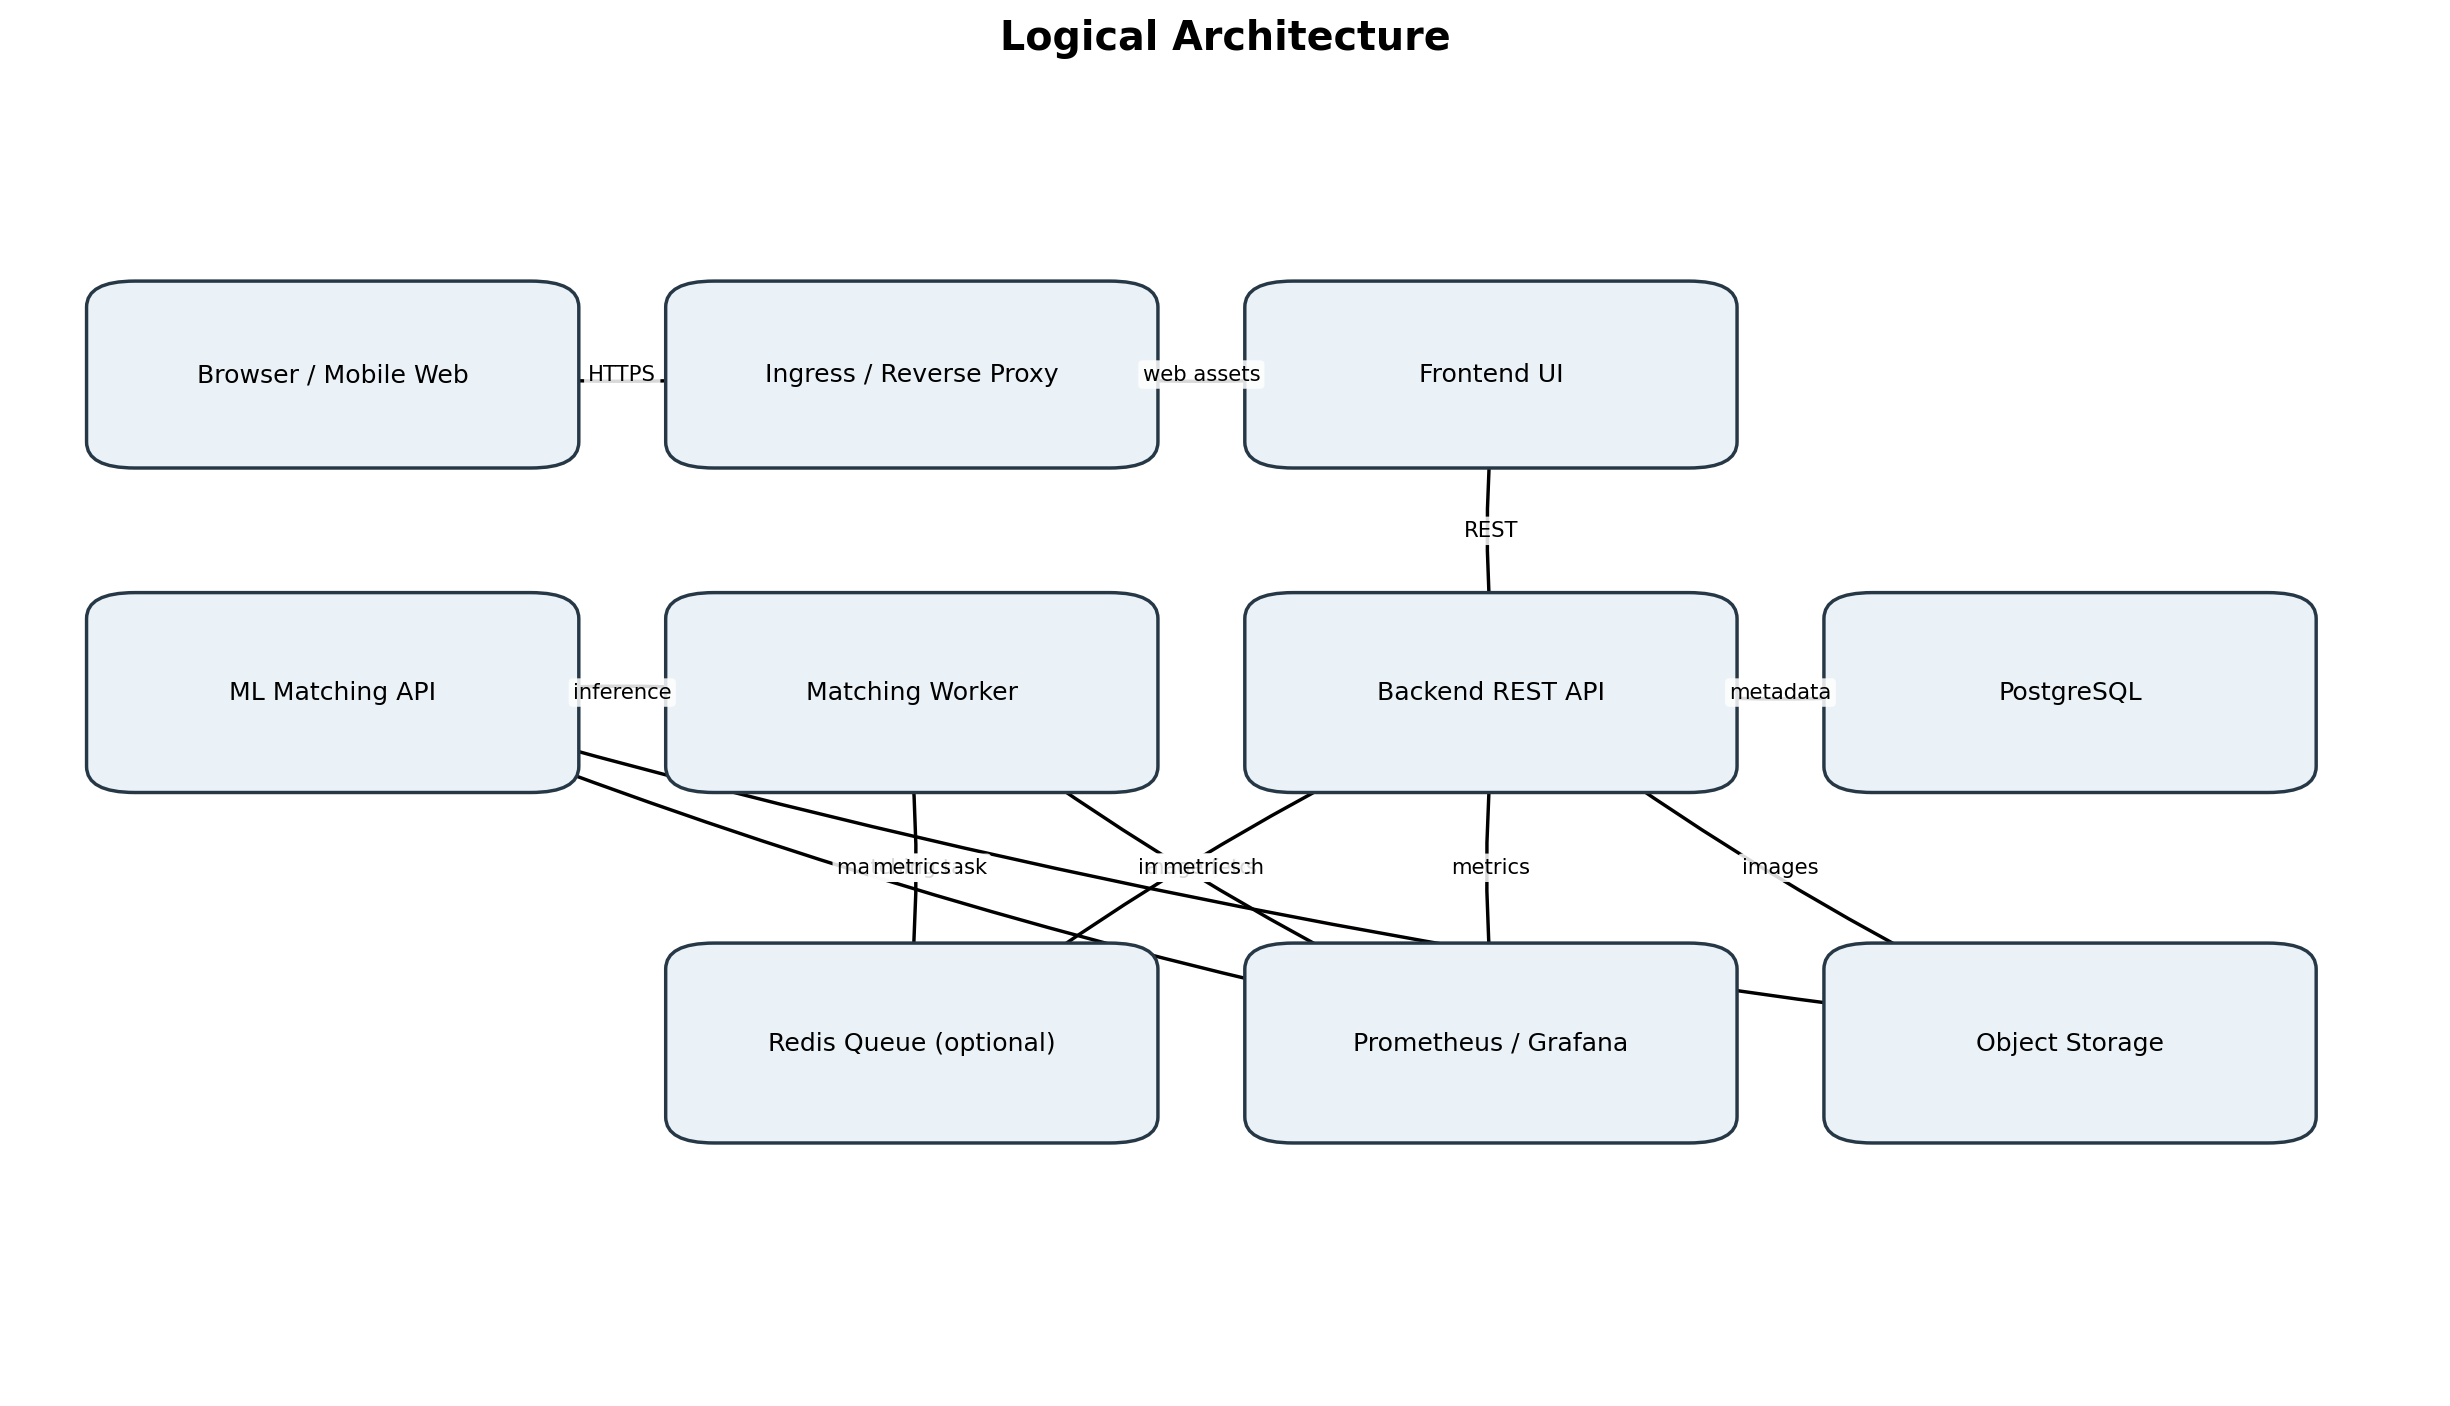 Logical Architecture
Browser / Mobile Web
HTTPS
Ingress / Reverse Proxy
web assets
Frontend UI
REST
ML Matching API
inference
Matching Worker
Backend REST API
metadata
PostgreSQL
metrics
metrics
metrics
images
Redis Queue (optional)
Prometheus / Grafana
Object Storage